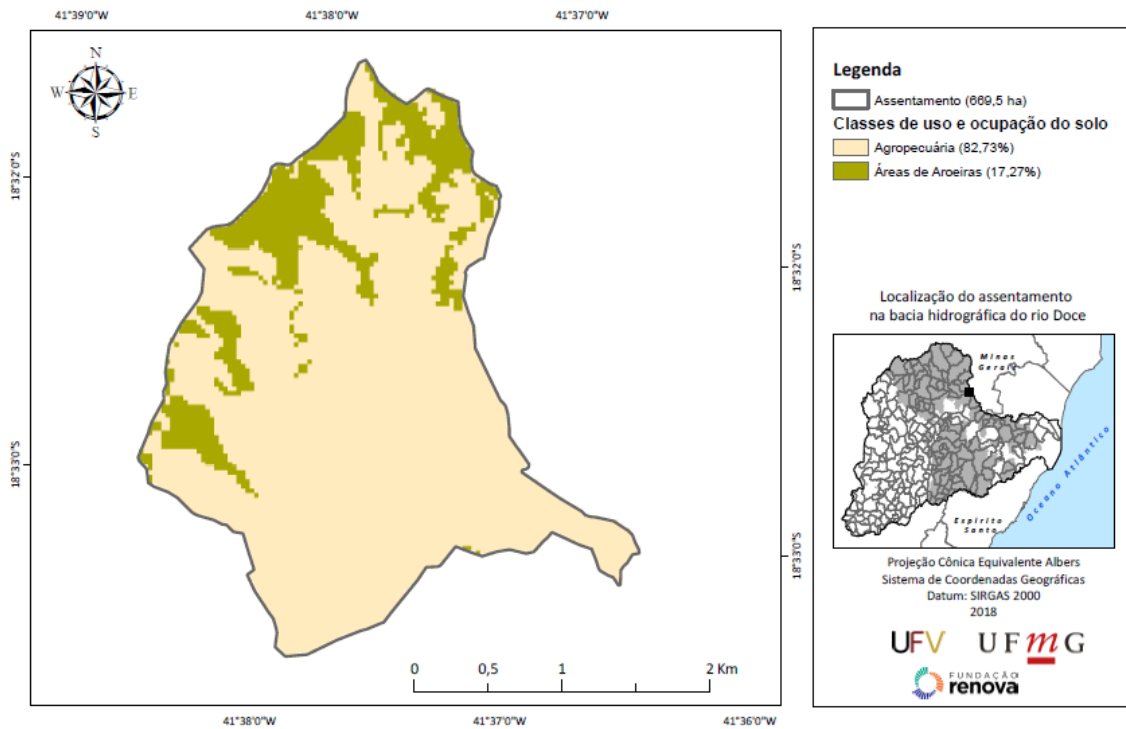 41°39'0"W 41°38'0"W 41°37'0"W
N
W E
S
18°32'0"S
18°33'0"S
18°32'0"S
18°33'0"S
0 0,5 1 2 Km
41°38'0"W 41°37'0"W 41°36'0"W
Legenda
Assentamento (669,5 ha)
Classes de uso e ocupação do solo
Agropecuária (82,73%)
Áreas de Aroeiras (17,27%)
Localização do assentamento
na bacia hidrográfica do rio Doce
Minas
Gerais
Oceano Atlântico
Espírito
Santo
Projeção Cônica Equivalente Albers
Sistema de Coordenadas Geográficas
Datum: SIRGAS 2000
2018
UFV UFmG
FUNDAÇÃO
renova